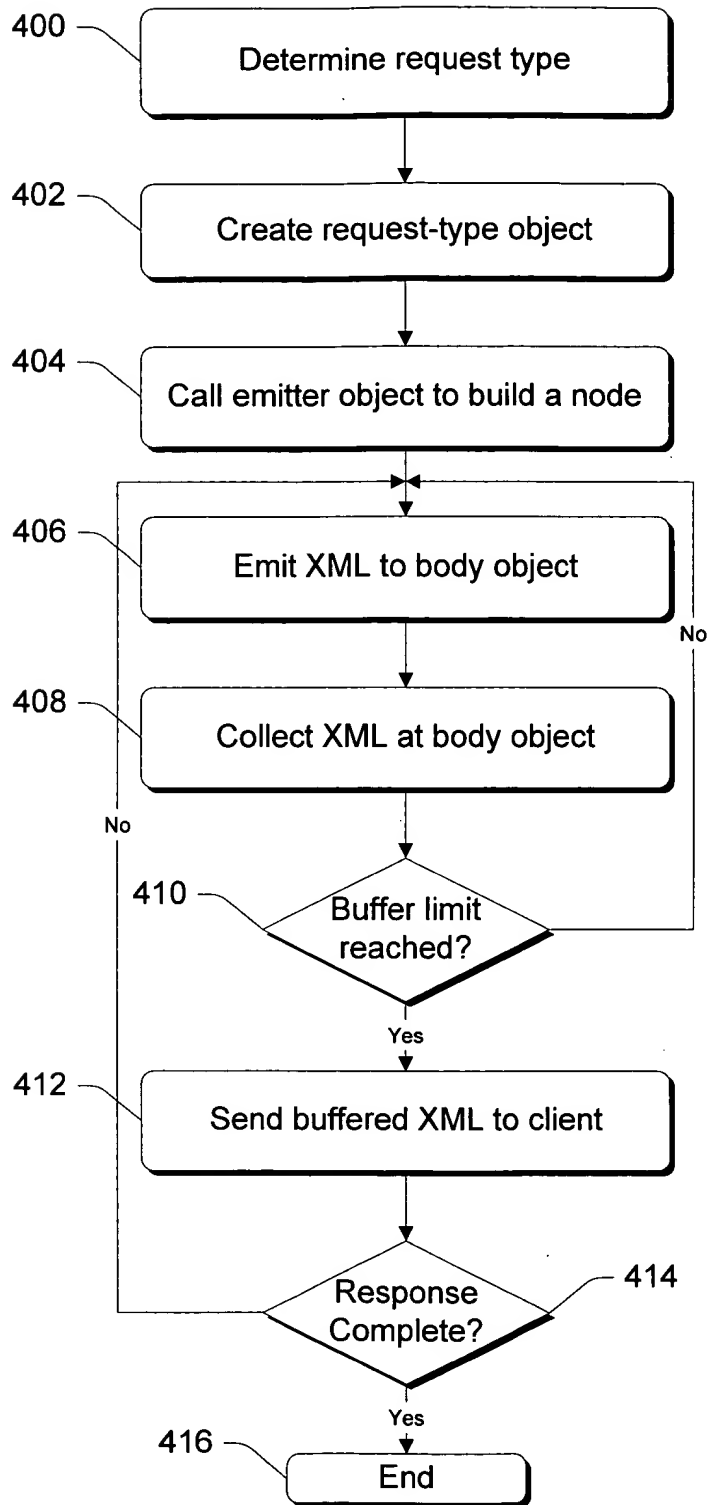 400
Determine request type
402
Create request-type object
404
Call emitter object to build a node
406
Emit XML to body object
No
408
Collect XML at body object
No
410
Buffer limit
reached?
Yes
412
Send buffered XML to client
414
Response
Complete?
Yes
416
End